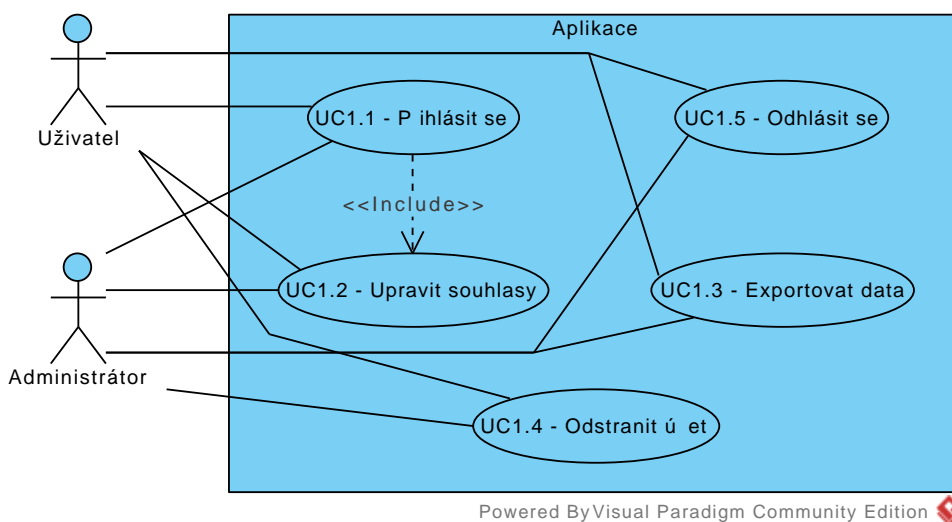 Aplikace
UC1.1 - P ihlásit se
UC1.5 - Odhlásit se
Uživatel
<<Include>>
UC1.2 - Upravit souhlasy
UC1.3 - Exportovat data
Administrátor
UC1.4 - Odstranit ú et
Powered By Visual Paradigm Community Edition